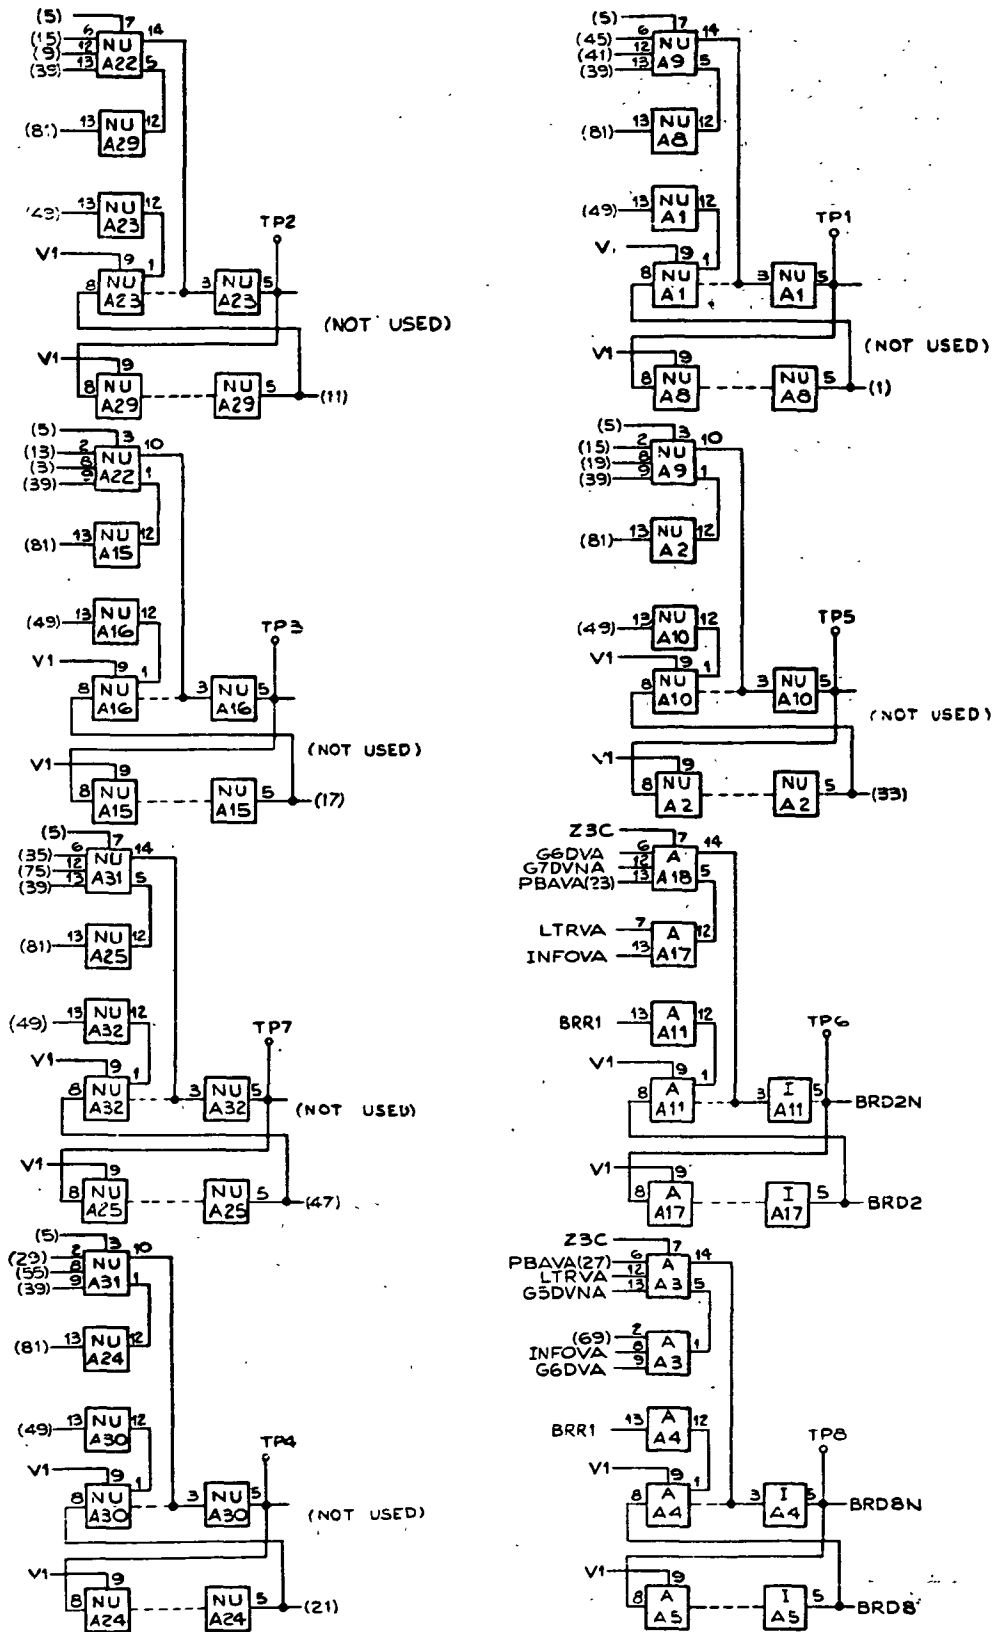 (5) 7
(15) 6 NU 14
(9) 12 A22
(39) 13 5
(81) 13 NU 12
A29
(49) 13 NU 12
A23
TP2
V1 9 1
8 NU 3 NU 5
A23 A23
(NOT USED)
V1 9
8 NU NU 5 (11)
A29 A29
(5) 3
(13) 2 NU 10
(3) 8 A22 1
(39) 9
(81) 13 NU 12
A15
(49) 13 NU 12
A16
TP3
V1 9 1
8 NU 3 NU 5
A16 A16
(NOT USED)
V1 9
8 NU NU 5 (17)
A15 A15
(5) 7
(35) 6 NU 14
(75) 12 A31 5
(39) 13
(81) 13 NU 12
A25
(49) 13 NU 12
A32
TP7
V1 9 1
8 NU 3 NU 5
A32 A32
(NOT USED)
V1 9
8 NU NU 5 (47)
A25 A25
(5) 3
(29) 2 NU 10
(55) 8 A31 1
(39) 9
(81) 13 NU 12
A24
(49) 13 NU 12
A30
TP4
V1 9 1
8 NU 3 NU 5
A30 A30
(NOT USED)
V1 9
8 NU NU 5 (21)
A24 A24
(5) 7
(45) 6 NU 14
(41) 12 A9 5
(39) 13
(81) 13 NU 12
A8
(49) 13 NU 12
A1
TP1
V 9 1
8 NU 3 NU 5
A1 A1
(NOT USED)
V1 9
8 NU NU 5 (1)
A8 A8
(5) 3
(15) 2 NU 10
(19) 8 A9 1
(39) 9
(81) 13 NU 12
A2
(49) 13 NU 12
A10
TP5
V1 9 1
8 NU 3 NU 5
A10 A10
(NOT USED)
V1 9
8 NU NU 5 (33)
A2 A2
Z3C 7
G6DVA 6 A 14
G7DVNA 12 A18 5
PBAVA(23) 13
LTRVA 7 A 12
INFOVA 13 A17
BRR1 13 A 12
A11
TP6
V1 9 1
8 A 3 I 5 BRD2N
A11 A11
V1 9
8 A I 5 BRD2
A17 A17
Z3C 7
PBAVA(27) 6 A 14
LTRVA 12 A3 5
G5DVNA 13
(69) 2 A
INFOVA 8 A3 1
G6DVA 9
BRR1 13 A 12
A4
TP8
V1 9 1
8 A 3 I 5 BRD8N
A4 A4
V1 9
8 A I 5 BRD8
A5 A5